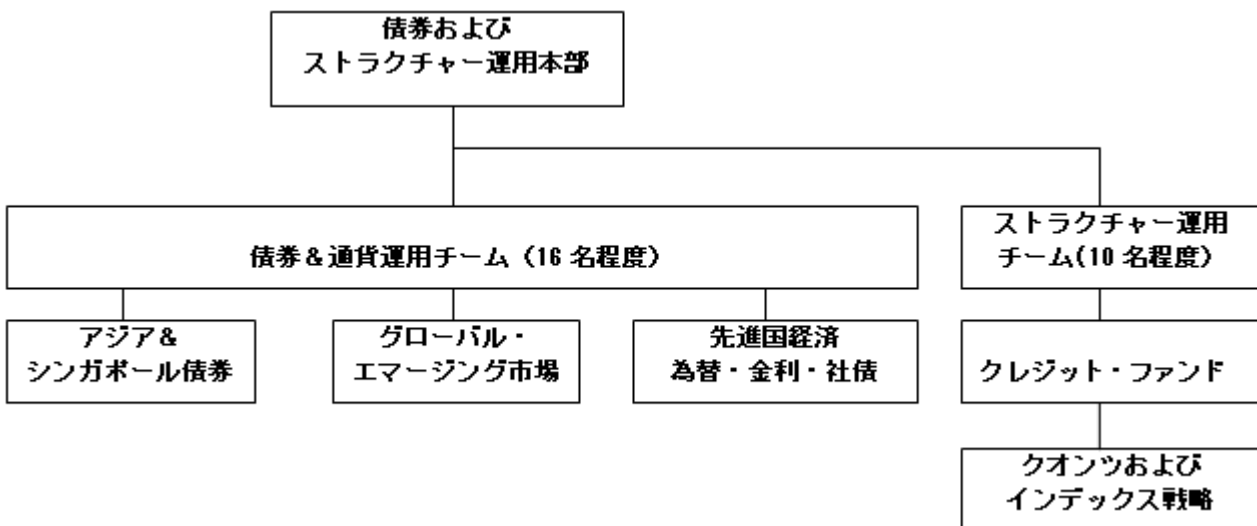 債券および
ストラクチャー運用本部
債券&通貨運用チーム(16 名程度)
ストラクチャー運用
チーム(10 名程度)
アジア&
シンガポール債券
グローバル・
エマージング市場
先進国経済
為替・金利・社債
クレジット・ファンド
クオンツおよび
インデックス戦略